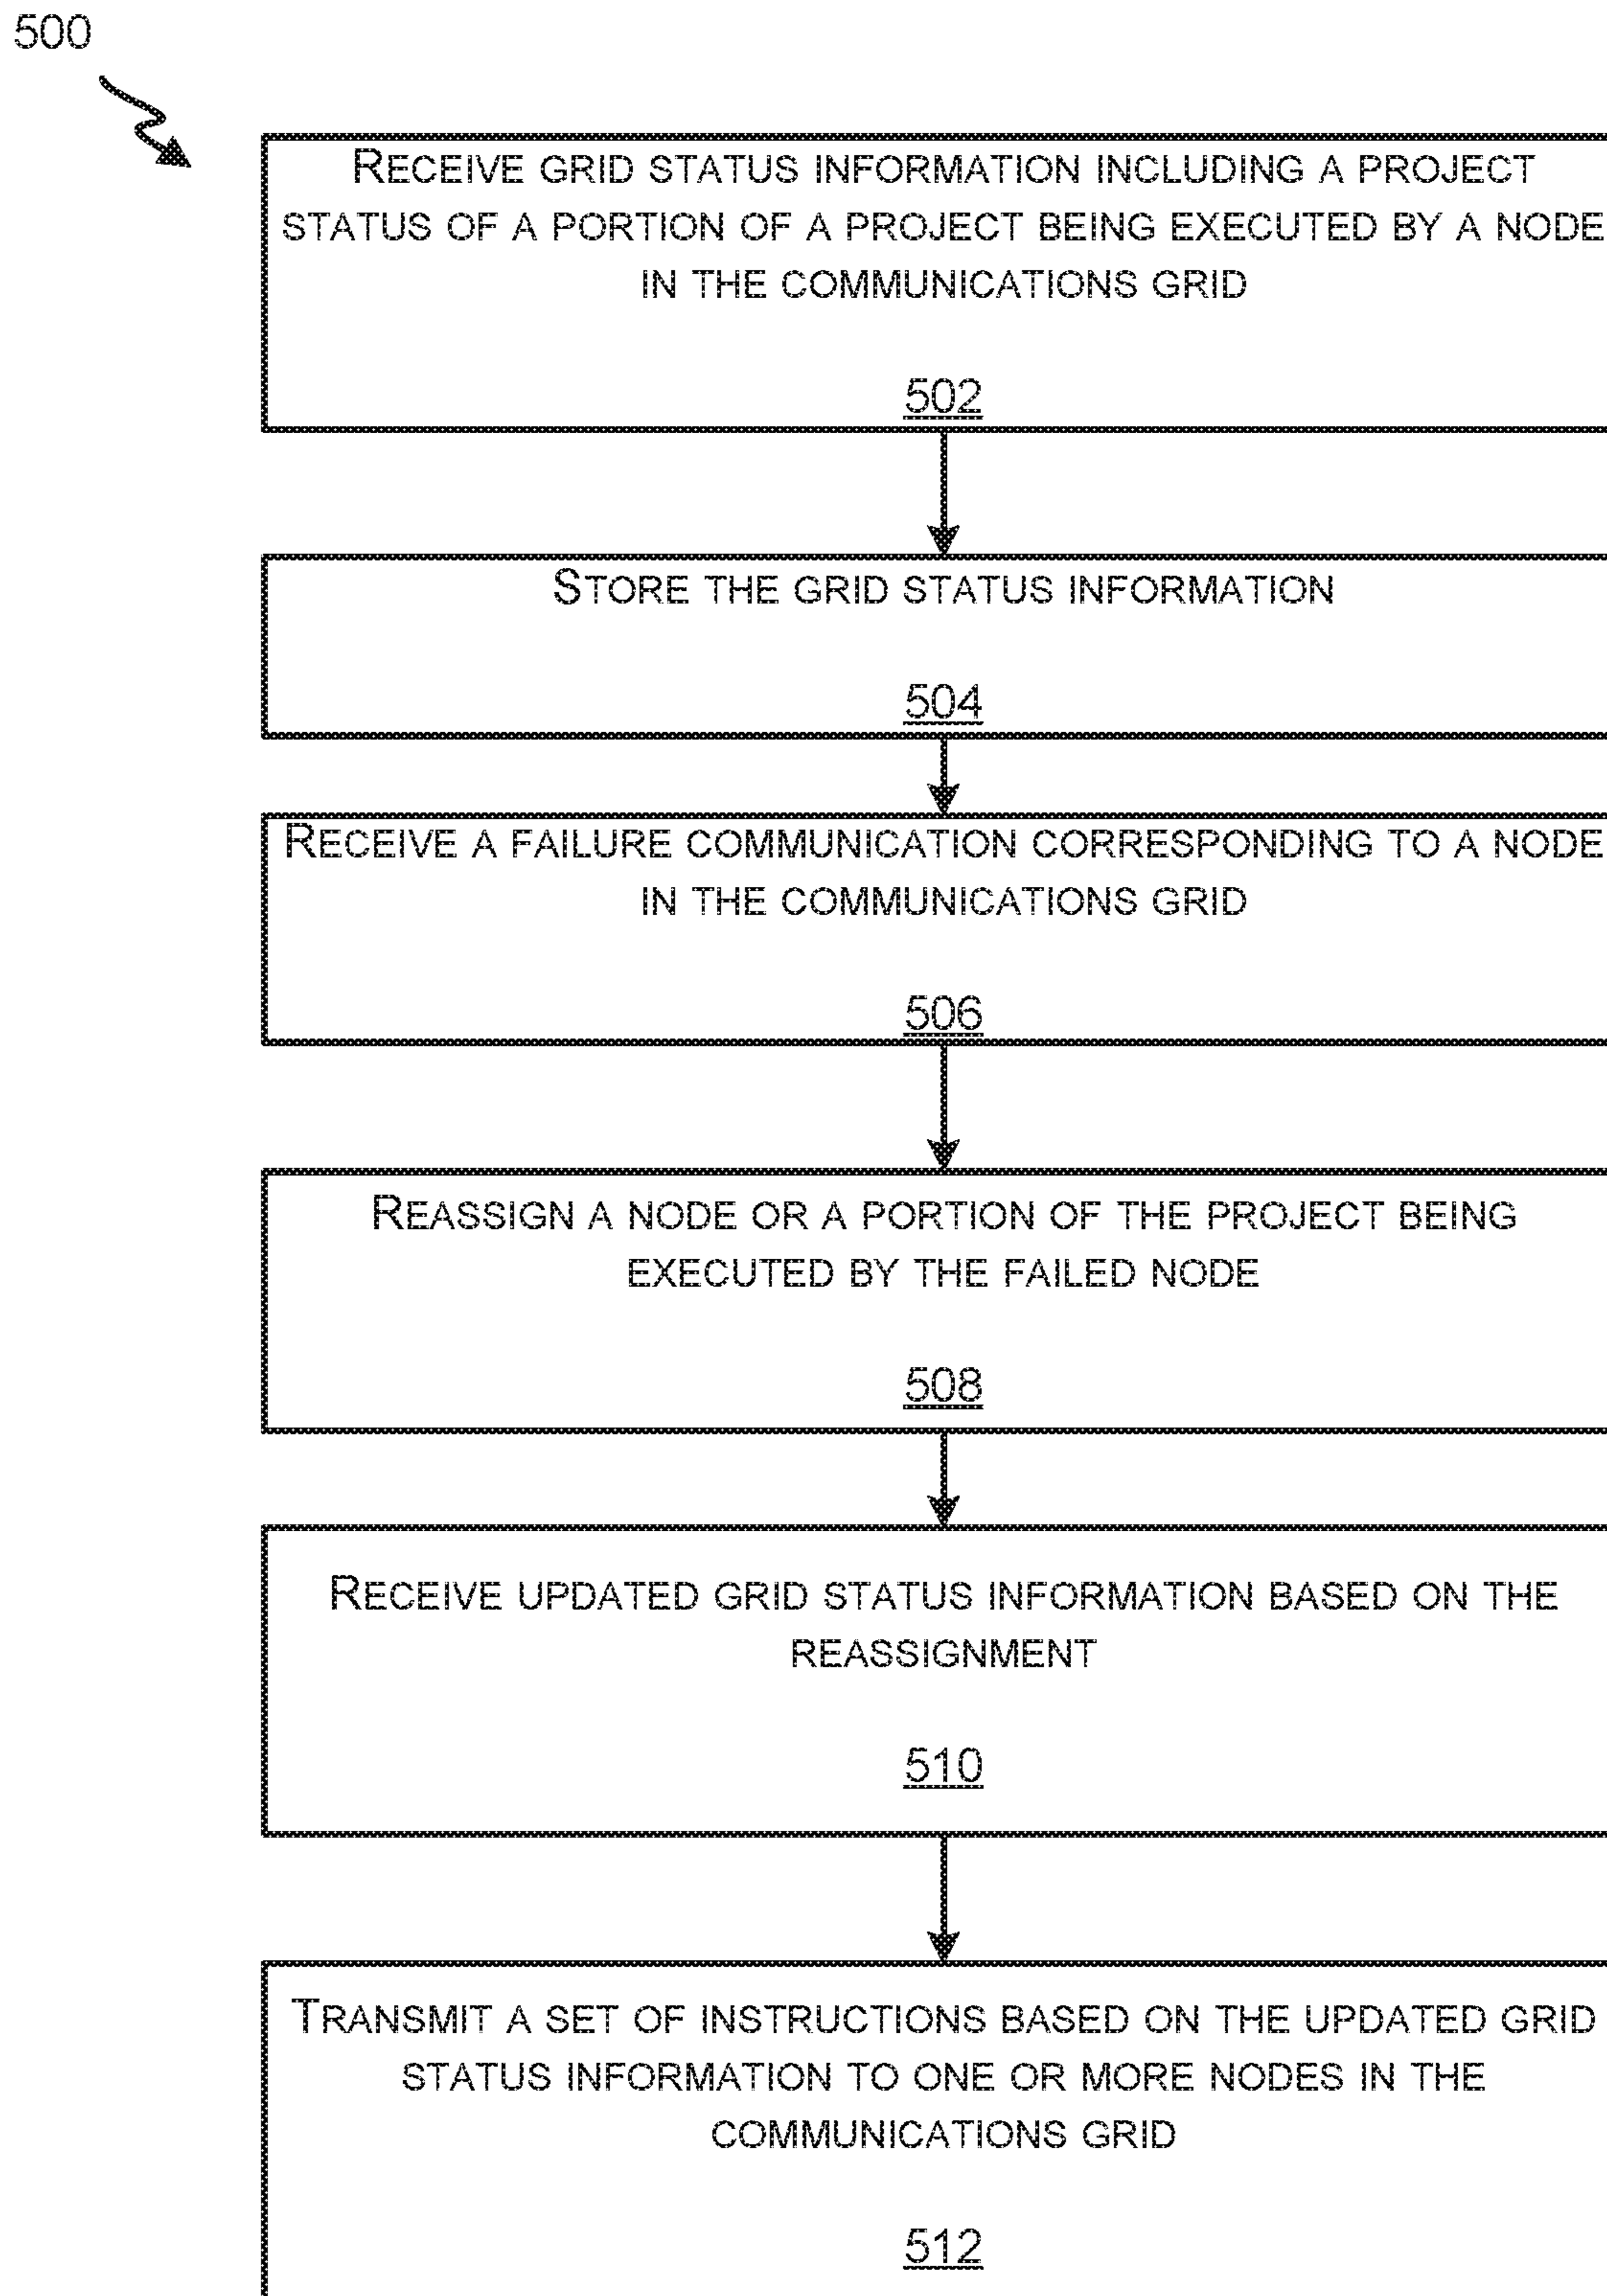 500
RECEIVE GRID STATUS INFORMATION INCLUDING A PROJECT
STATUS OF A PORTION OF A PROJECT BEING EXECUTED BY A NODE
IN THE COMMUNICATIONS GRID
502
STORE THE GRID STATUS INFORMATION
504
RECEIVE A FAILURE COMMUNICATION CORRESPONDING TO A NODE
IN THE COMMUNICATIONS GRID
506
REASSIGN A NODE OR A PORTION OF THE PROJECT BEING
EXECUTED BY THE FAILED NODE
508
RECEIVE UPDATED GRID STATUS INFORMATION BASED ON THE
REASSIGNMENT
510
TRANSMIT A SET OF INSTRUCTIONS BASED ON THE UPDATED GRID
STATUS INFORMATION TO ONE OR MORE NODES IN THE
COMMUNICATIONS GRID
512